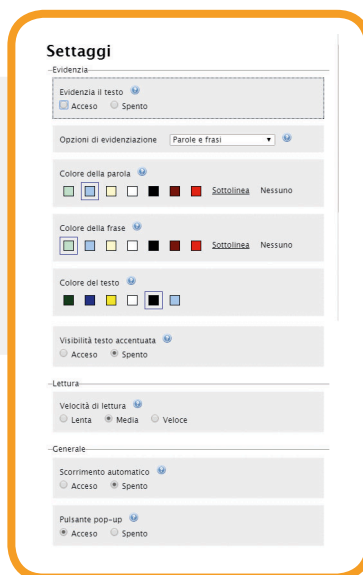 Settaggi
Evidenzia
Evidenzia il testo
Acceso Spento
Opzioni di evidenziazione Parole e frasi
Colore della parola
Sottolinea Nessuno
Colore della frase
Sottolinea Nessuno
Colore del testo
Visibilità testo accentuata
Acceso Spento
Lettura
Velocità di lettura
Lenta Media Veloce
Generale
Scorrimento automatico
Acceso Spento
Pulsante pop-up
Acceso Spento